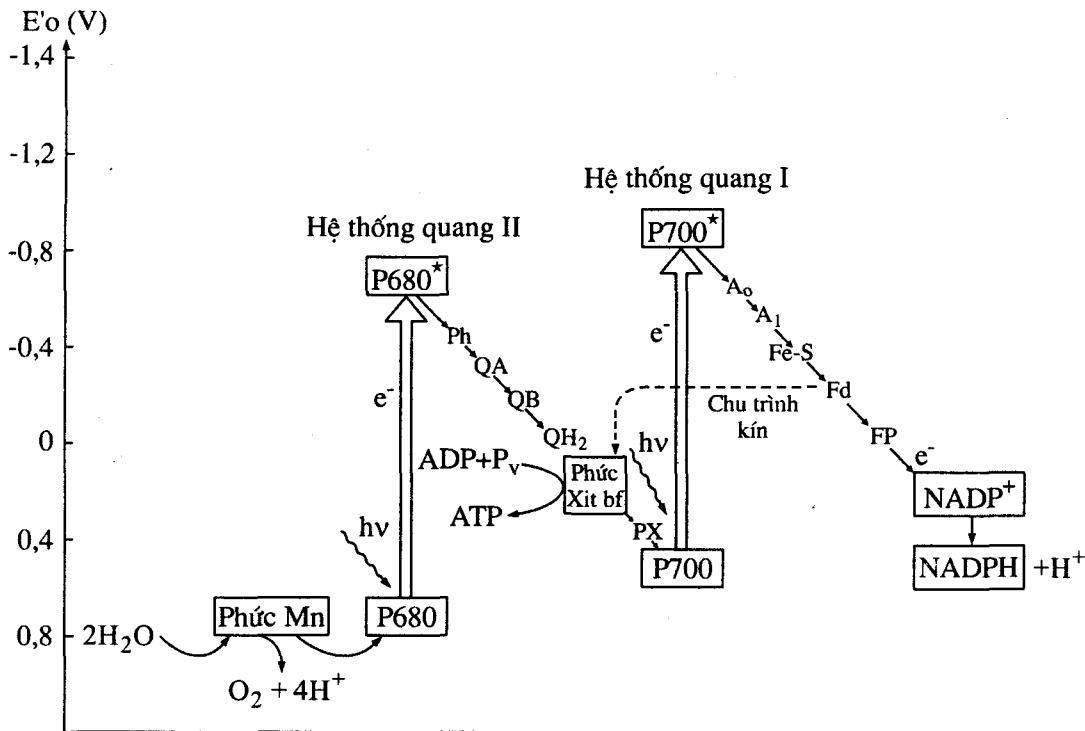 E'o (V)
-1,4
-1,2
-0,8
-0,4
0
0,4
0,8
Hệ thống quang II
Hệ thống quang I
P680*
P700*
Ph
QA
QB
QH₂
Ao
A₁
Fe-S
Fd
FP
e⁻
e⁻
e⁻
Chu trình
kín
hν
hν
ADP+Pᵥ
ATP
Phức
Xit bf
PX
P700
NADP⁺
NADPH +H⁺
2H₂O
Phức Mn
P680
O₂ + 4H⁺